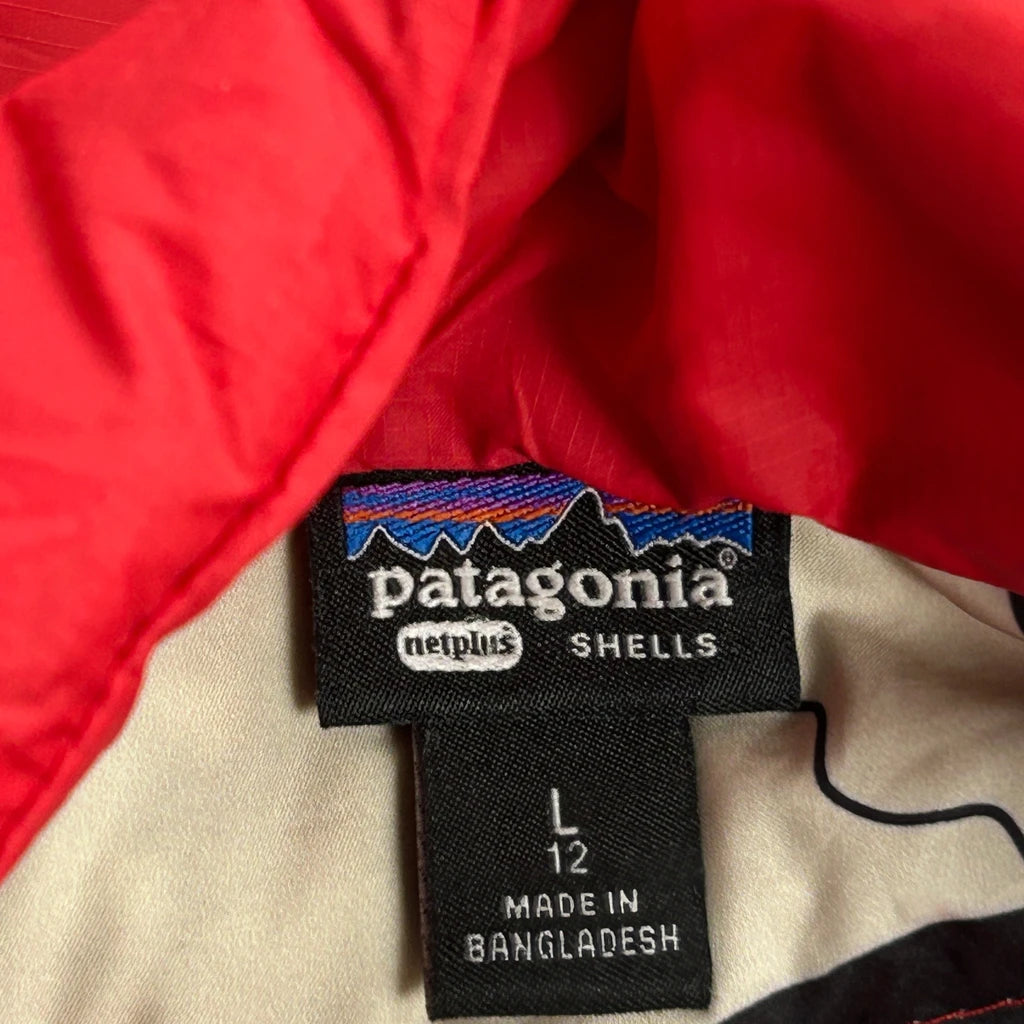 patagonia®
netplus® SHELLS
L
12
MADE IN
BANGLADESH